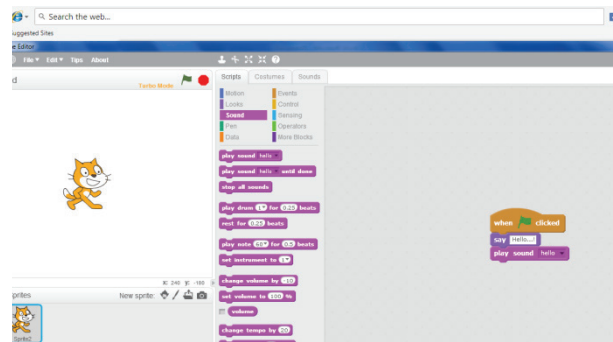 Search the web...
uggested Sites
e Editor
File Edit Tips About
d
Turbo Mode
Scripts Costumes Sounds
Motion Events
Looks Control
Sound Sensing
Pen Operators
Data More Blocks
play sound hello
play sound hello until done
stop all sounds
play drum 1 for 0.25 beats
rest for 0.25 beats
play note 60 for 0.5 beats
set instrument to 1
change volume by -10
set volume to 100 %
volume
change tempo by 20
when clicked
say Hello...!
play sound hello
x: 240 y: -180
prites New sprite:
Sprite2